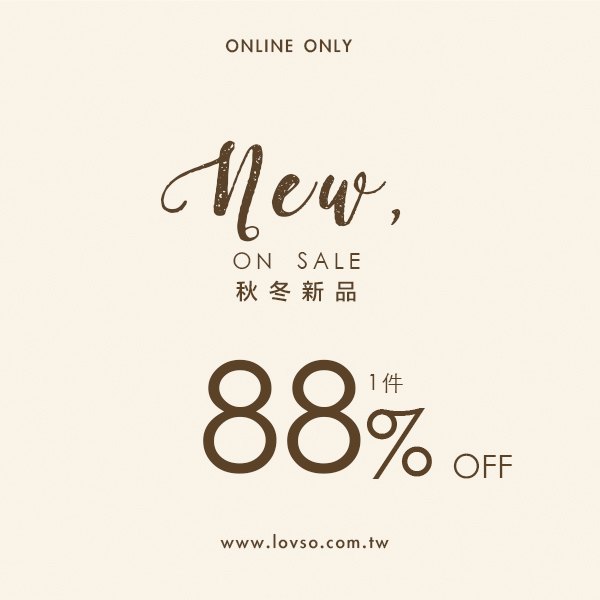 ONLINE ONLY
New,
ON SALE
秋冬新品
1件
88% OFF
www.lovso.com.tw